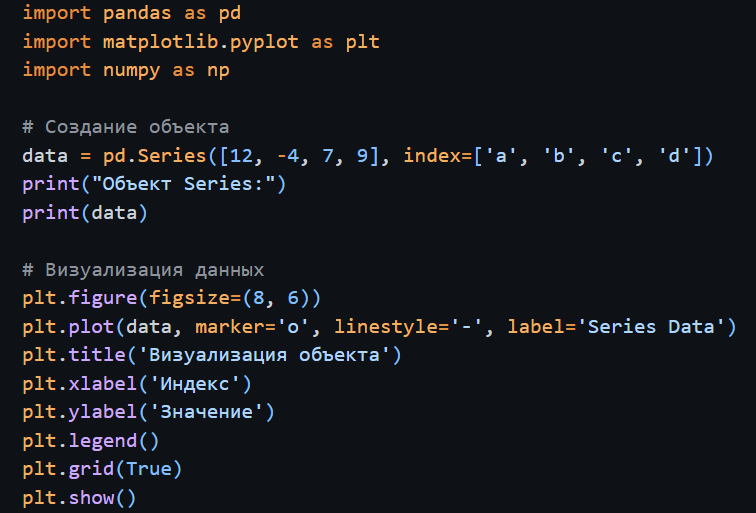 import pandas as pd
import matplotlib.pyplot as plt
import numpy as np
# Создание объекта
data = pd.Series([12, -4, 7, 9], index=['a', 'b', 'c', 'd'])
print("Объект Series:")
print(data)
# Визуализация данных
plt.figure(figsize=(8, 6))
plt.plot(data, marker='o', linestyle='-', label='Series Data')
plt.title('Визуализация объекта')
plt.xlabel('Индекс')
plt.ylabel('Значение')
plt.legend()
plt.grid(True)
plt.show()